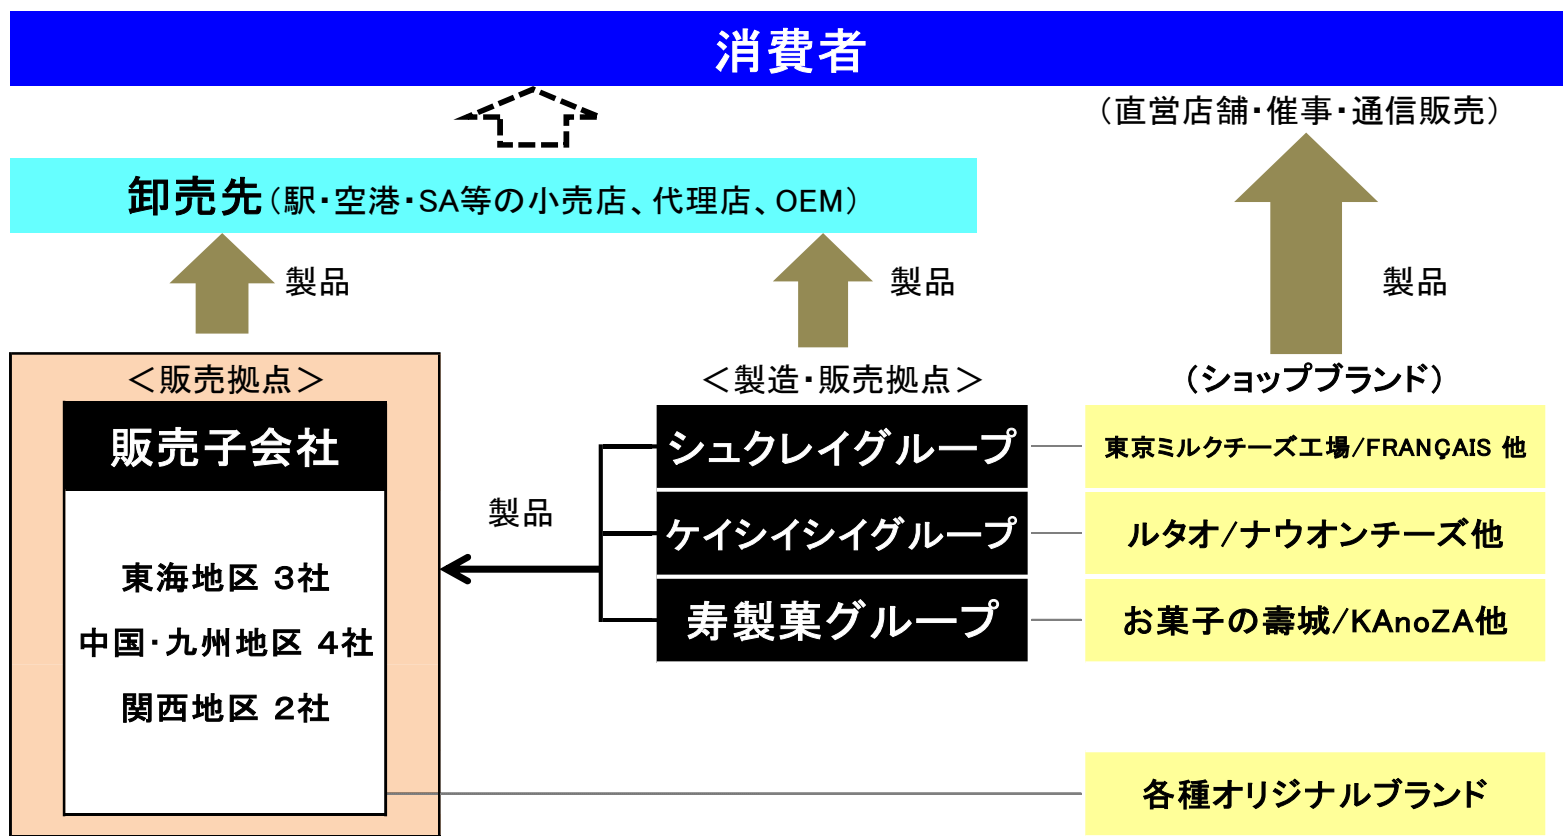 消費者
（直営店舗・催事・通信販売）
卸売先（駅・空港・SA等の小売店、代理店、OEM）
製品
製品
製品
＜販売拠点＞
＜製造・販売拠点＞
（ショップブランド）
販売子会社
東海地区 3社
中国・九州地区 4社
関西地区 2社
製品
シュクレイグループ
東京ミルクチーズ工場/FRANÇAIS 他
ケイシイシイグループ
ルタオ/ナウオンチーズ他
寿製菓グループ
お菓子の壽城/KAnoZA他
各種オリジナルブランド